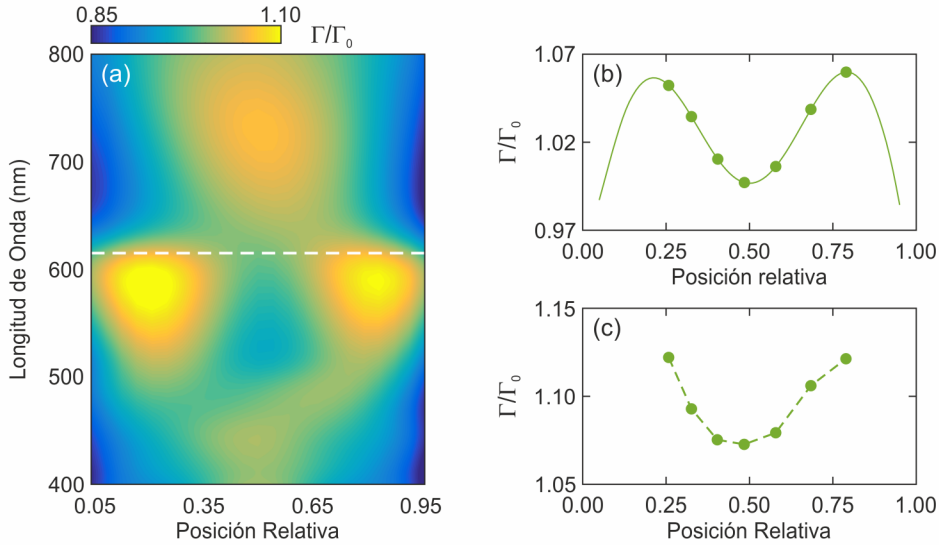 0.85 1.10
Γ/Γ0
(a)
800
700
600
500
400
Longitud de Onda (nm)
0.05 0.35 0.65 0.95
Posición Relativa
(b)
1.07
1.02
0.97
Γ/Γ0
0.00 0.25 0.50 0.75 1.00
Posición relativa
(c)
1.15
1.10
1.05
Γ/Γ0
0.00 0.25 0.50 0.75 1.00
Posición Relativa